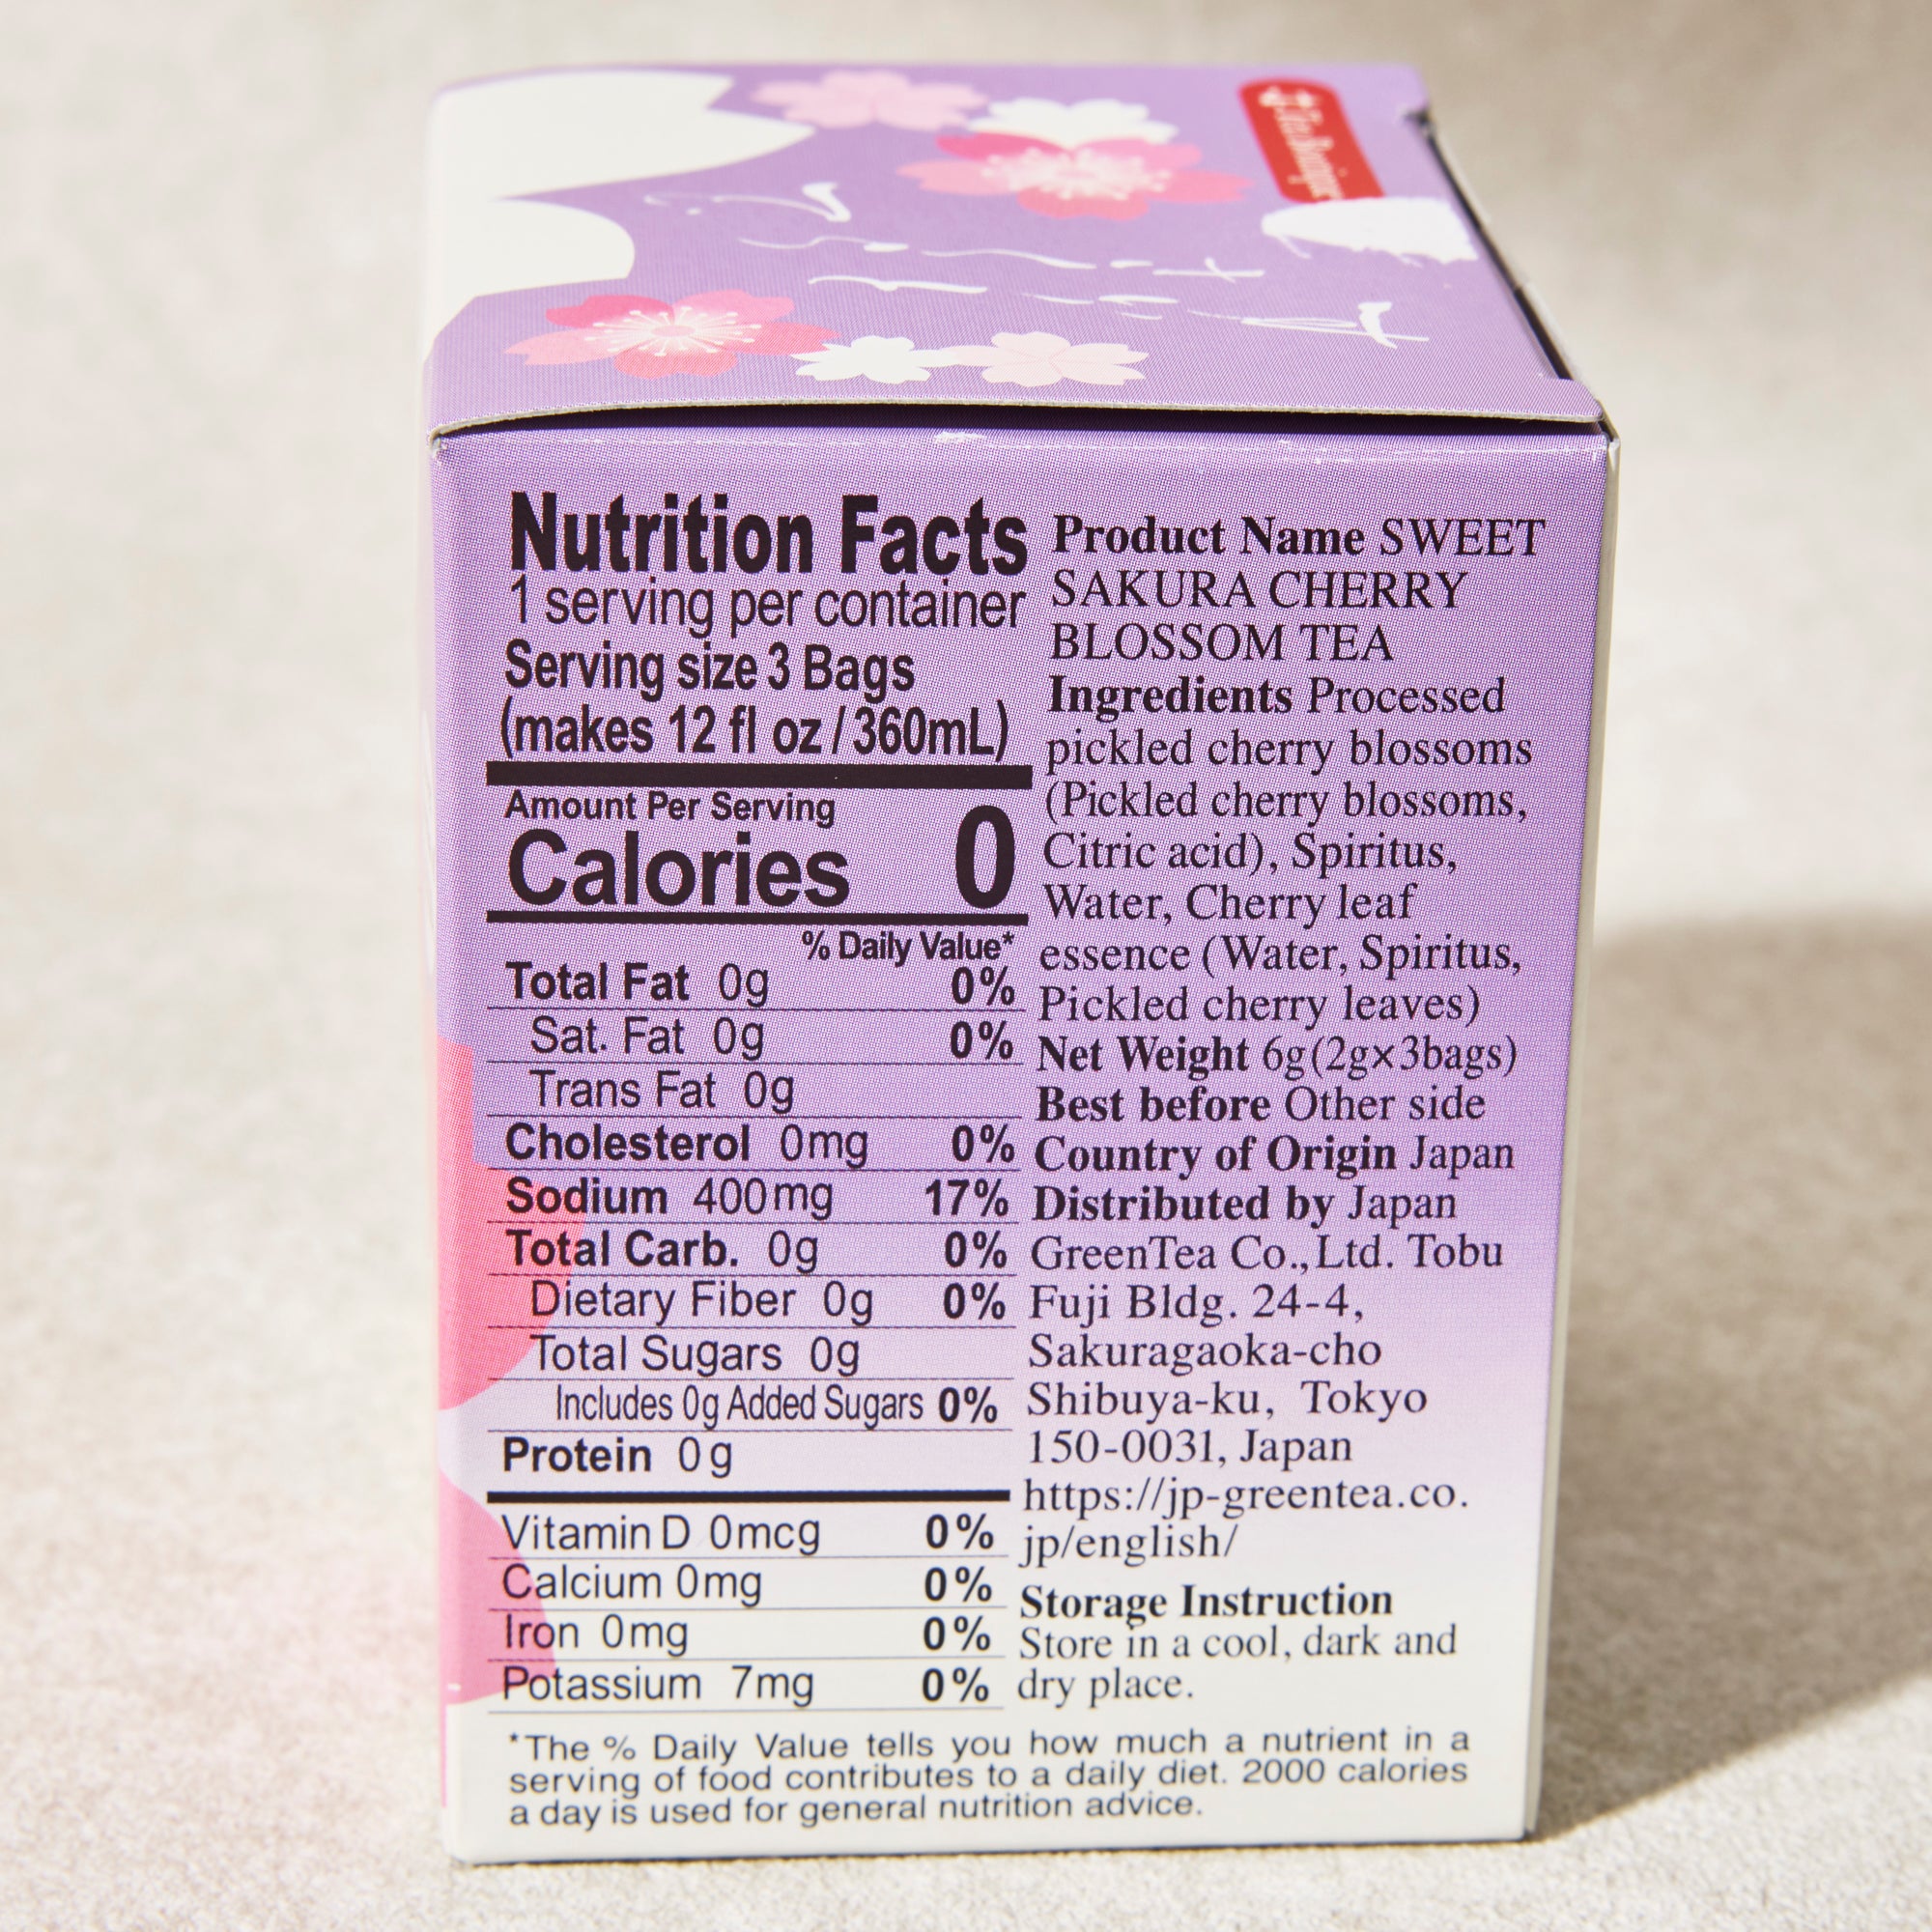 Nutrition Facts
1 serving per container
Serving size 3 Bags
(makes 12 fl oz / 360mL)
Amount Per Serving
Calories 0
% Daily Value*
Total Fat 0g 0%
Sat. Fat 0g 0%
Trans Fat 0g
Cholesterol 0mg 0%
Sodium 400mg 17%
Total Carb. 0g 0%
Dietary Fiber 0g 0%
Total Sugars 0g
Includes 0g Added Sugars 0%
Protein 0g
Vitamin D 0mcg 0%
Calcium 0mg 0%
Iron 0mg 0%
Potassium 7mg 0%
Product Name SWEET
SAKURA CHERRY
BLOSSOM TEA
Ingredients Processed
pickled cherry blossoms
(Pickled cherry blossoms,
Citric acid), Spiritus,
Water, Cherry leaf
essence (Water, Spiritus,
Pickled cherry leaves)
Net Weight 6g(2g×3bags)
Best before Other side
Country of Origin Japan
Distributed by Japan
GreenTea Co.,Ltd. Tobu
Fuji Bldg. 24-4,
Sakuragaoka-cho
Shibuya-ku, Tokyo
150-0031, Japan
https://jp-greentea.co.
jp/english/
Storage Instruction
Store in a cool, dark and
dry place.
*The % Daily Value tells you how much a nutrient in a
serving of food contributes to a daily diet. 2000 calories
a day is used for general nutrition advice.